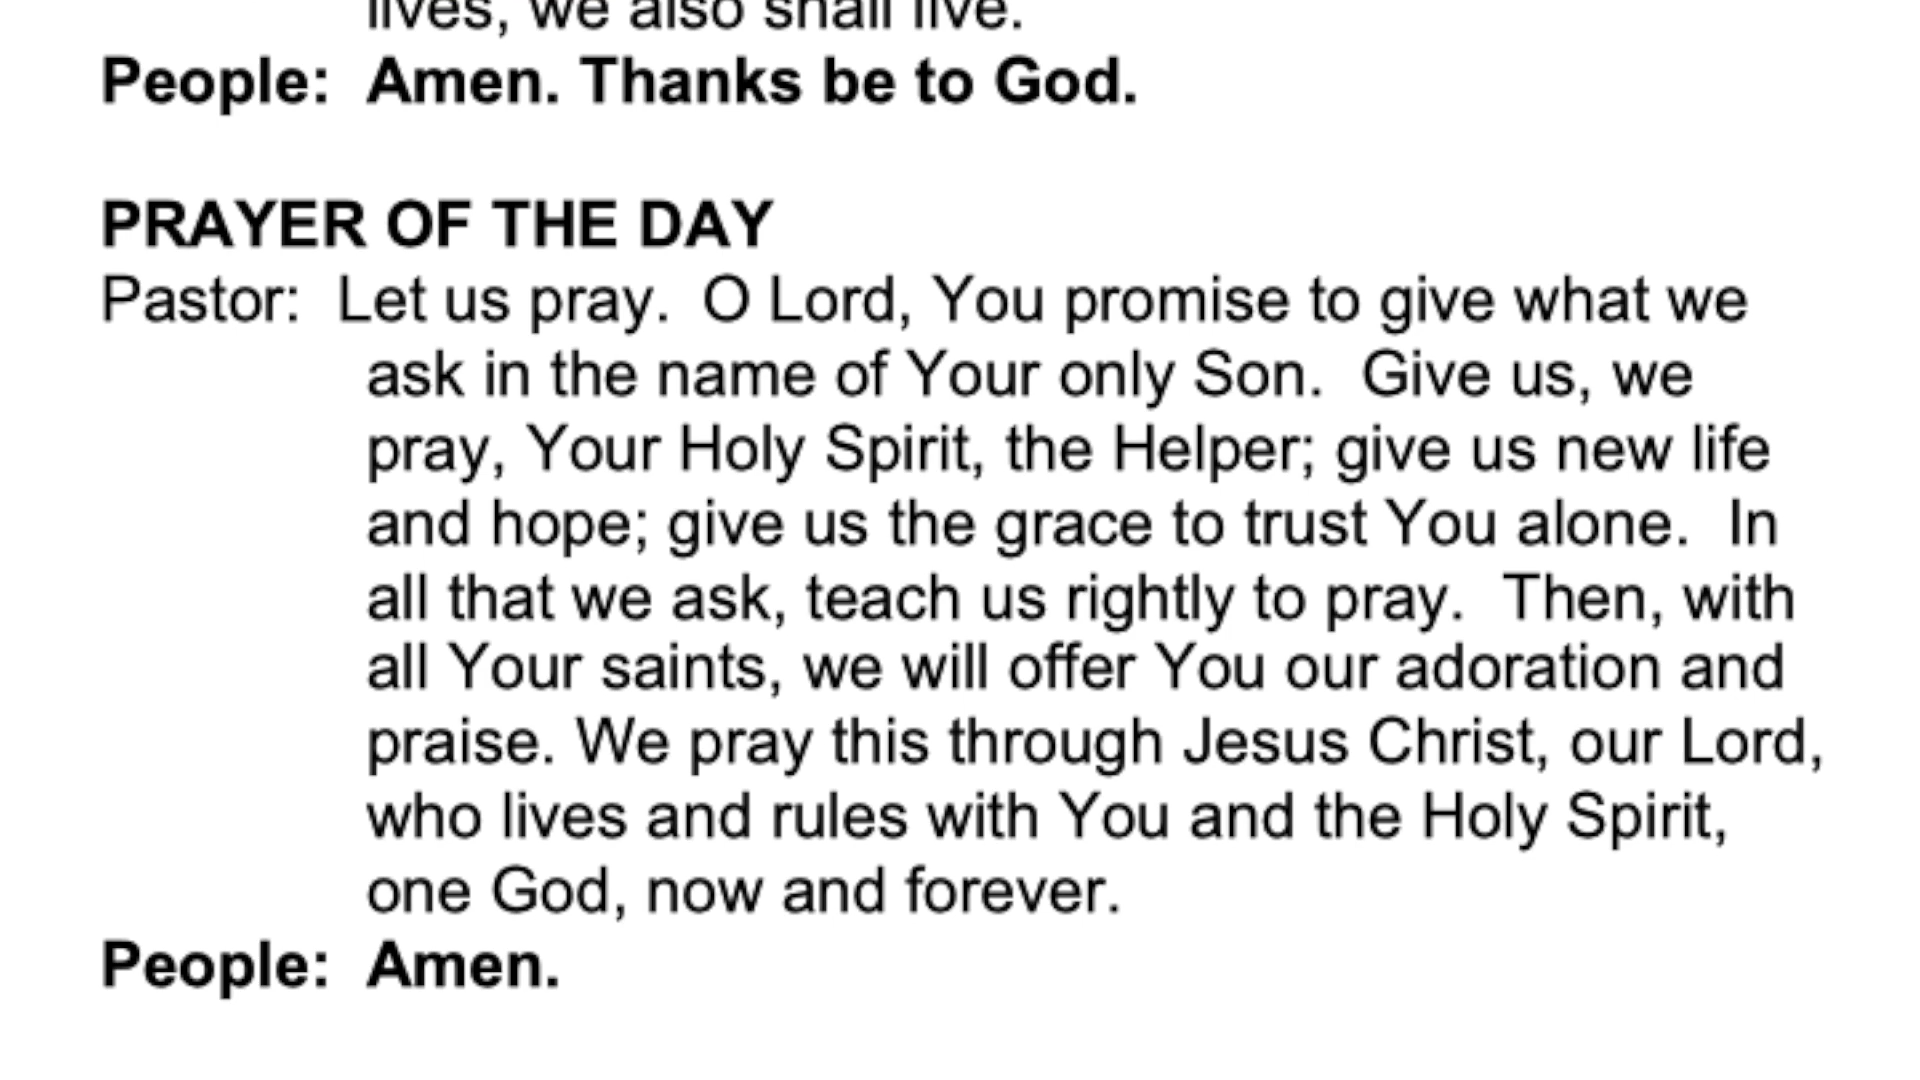 lives, we also shall live.
People: Amen. Thanks be to God.
PRAYER OF THE DAY
Pastor: Let us pray. O Lord, You promise to give what we
ask in the name of Your only Son. Give us, we
pray, Your Holy Spirit, the Helper; give us new life
and hope; give us the grace to trust You alone. In
all that we ask, teach us rightly to pray. Then, with
all Your saints, we will offer You our adoration and
praise. We pray this through Jesus Christ, our Lord,
who lives and rules with You and the Holy Spirit,
one God, now and forever.
People: Amen.